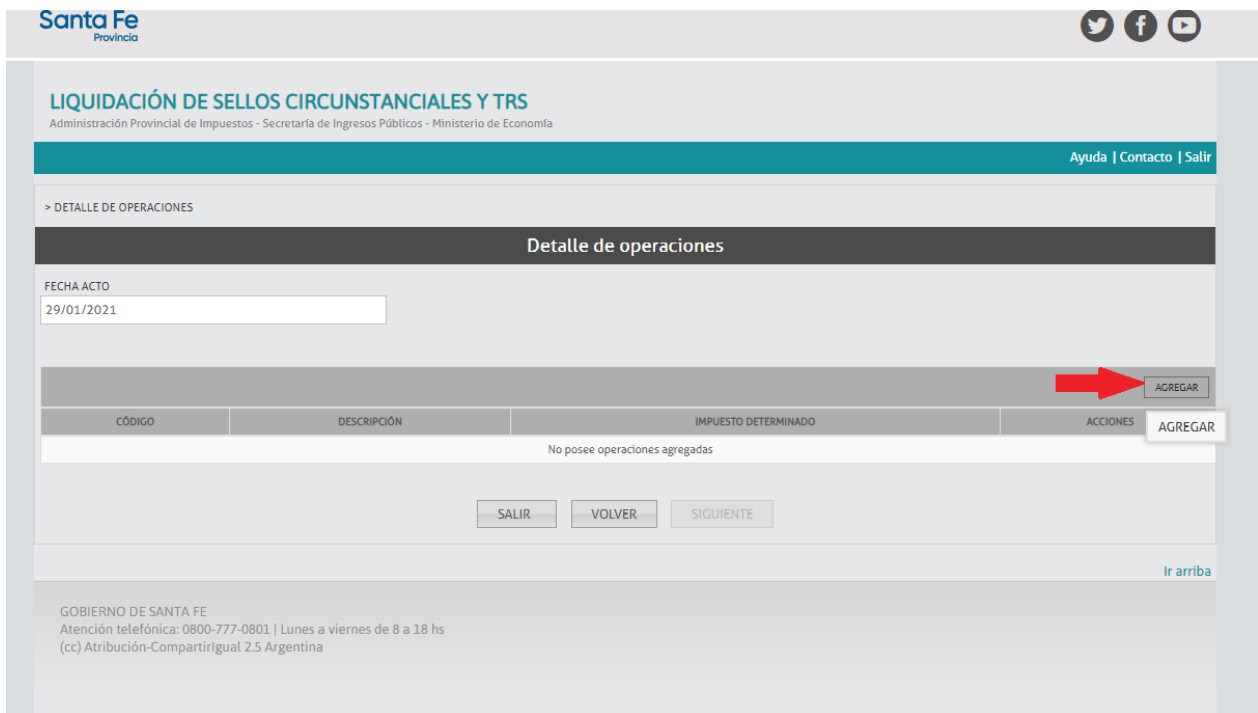 Santa Fe
Provincia
LIQUIDACIÓN DE SELLOS CIRCUNSTANCIALES Y TRS
Administración Provincial de Impuestos - Secretaría de Ingresos Públicos - Ministerio de Economía
Ayuda | Contacto | Salir
> DETALLE DE OPERACIONES
Detalle de operaciones
FECHA ACTO
29/01/2021
AGREGAR
CÓDIGO DESCRIPCIÓN IMPUESTO DETERMINADO ACCIONES
AGREGAR
No posee operaciones agregadas
SALIR VOLVER SIGUIENTE
Ir arriba
GOBIERNO DE SANTA FE
Atención telefónica: 0800-777-0801 | Lunes a viernes de 8 a 18 hs
(cc) Atribución-CompartirIgual 2.5 Argentina